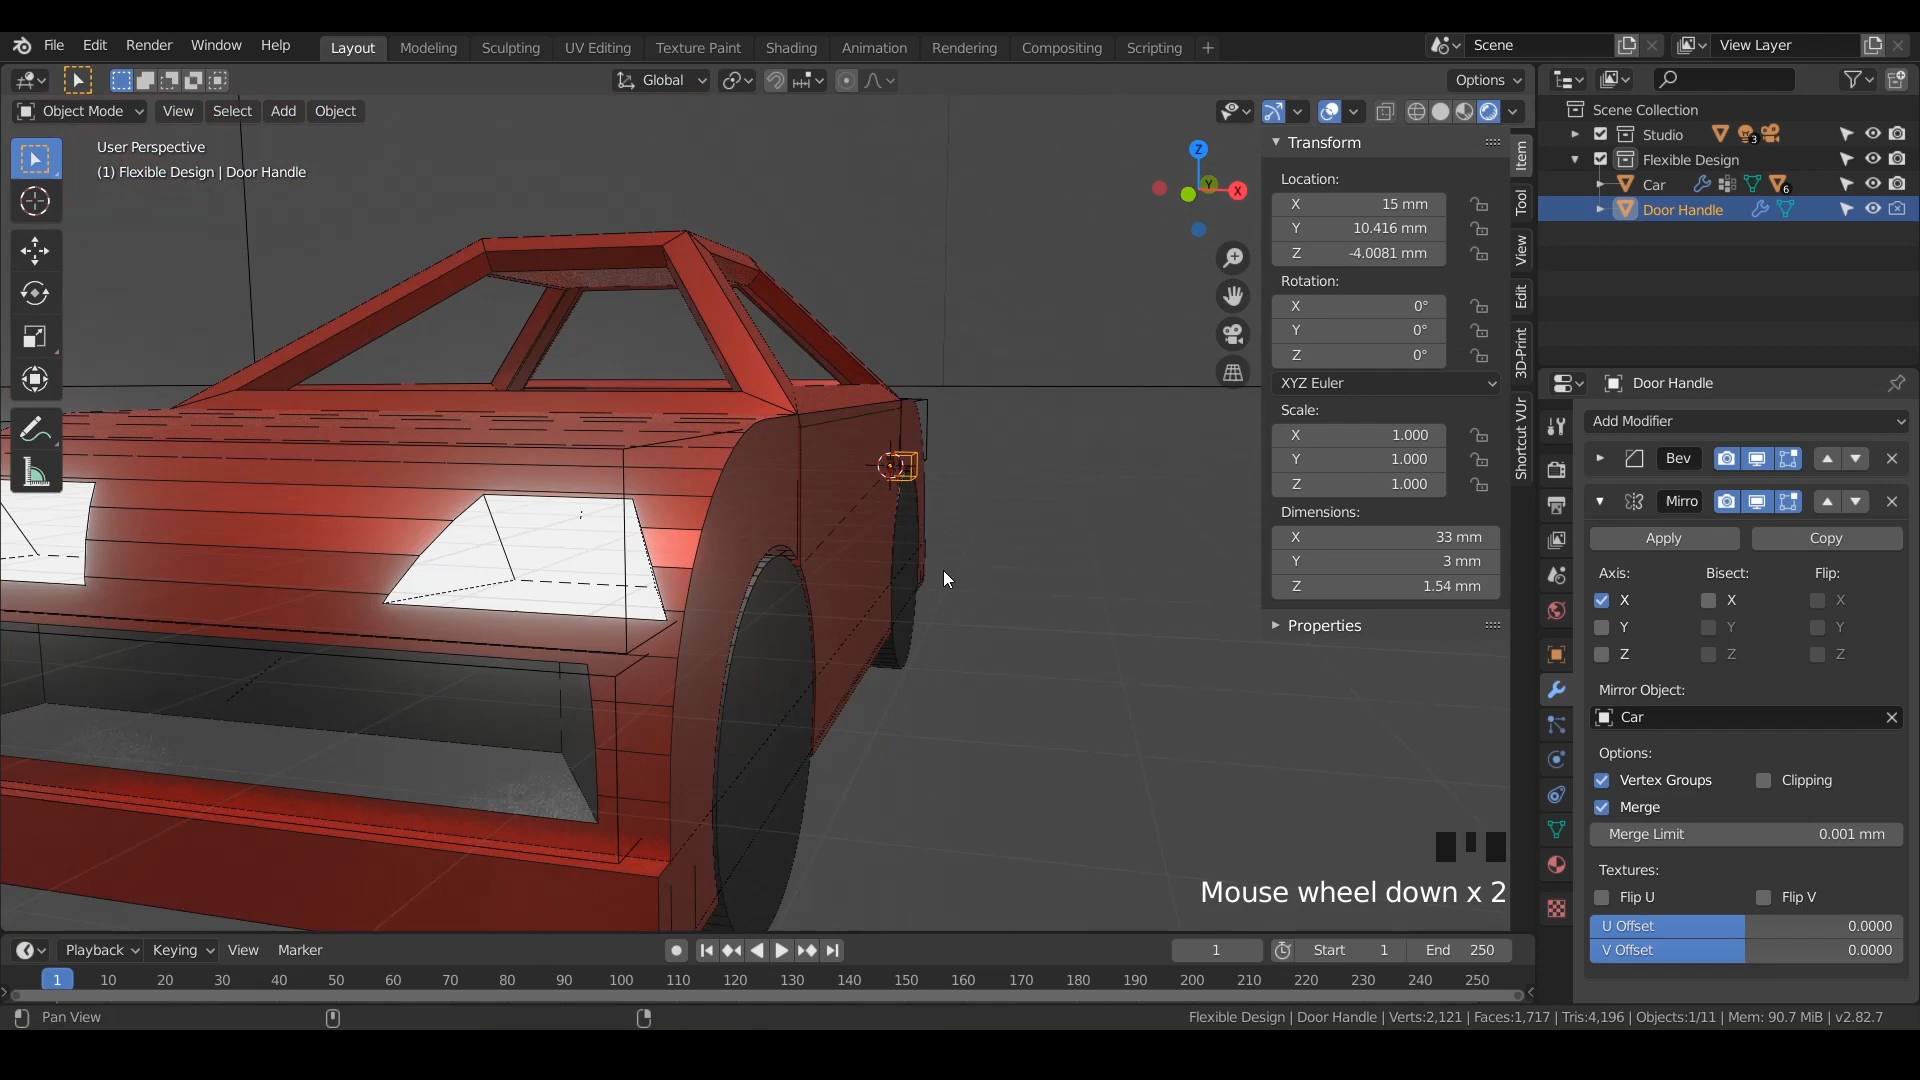 File Edit Render Window Help Layout Modeling Sculpting UV Editing Texture Paint Shading Animation Rendering Compositing Scripting + Scene View Layer
Global Options
Object Mode View Select Add Object
User Perspective
(1) Flexible Design | Door Handle
Z
Y
X
Transform
Location:
X 15 mm
Y 10.416 mm
Z -4.0081 mm
Rotation:
X 0°
Y 0°
Z 0°
XYZ Euler
Scale:
X 1.000
Y 1.000
Z 1.000
Dimensions:
X 33 mm
Y 3 mm
Z 1.54 mm
Properties
Item
Tool
View
Edit
3D-Print
Shortcut VUr
Scene Collection
Studio 3
Flexible Design
Car 6
Door Handle
Door Handle
Add Modifier
Bev
Mirro
Apply Copy
Axis: Bisect: Flip:
X X X
Y Y Y
Z Z Z
Mirror Object:
Car
Options:
Vertex Groups Clipping
Merge
Merge Limit 0.001 mm
Textures:
Flip U Flip V
U Offset 0.0000
V Offset 0.0000
Mouse wheel down x 2
Playback Keying View Marker 1 Start 1 End 250
1 10 20 30 40 50 60 70 80 90 100 110 120 130 140 150 160 170 180 190 200 210 220 230 240 250
Pan View Flexible Design | Door Handle | Verts:2,121 | Faces:1,717 | Tris:4,196 | Objects:1/11 | Mem: 90.7 MiB | v2.82.7